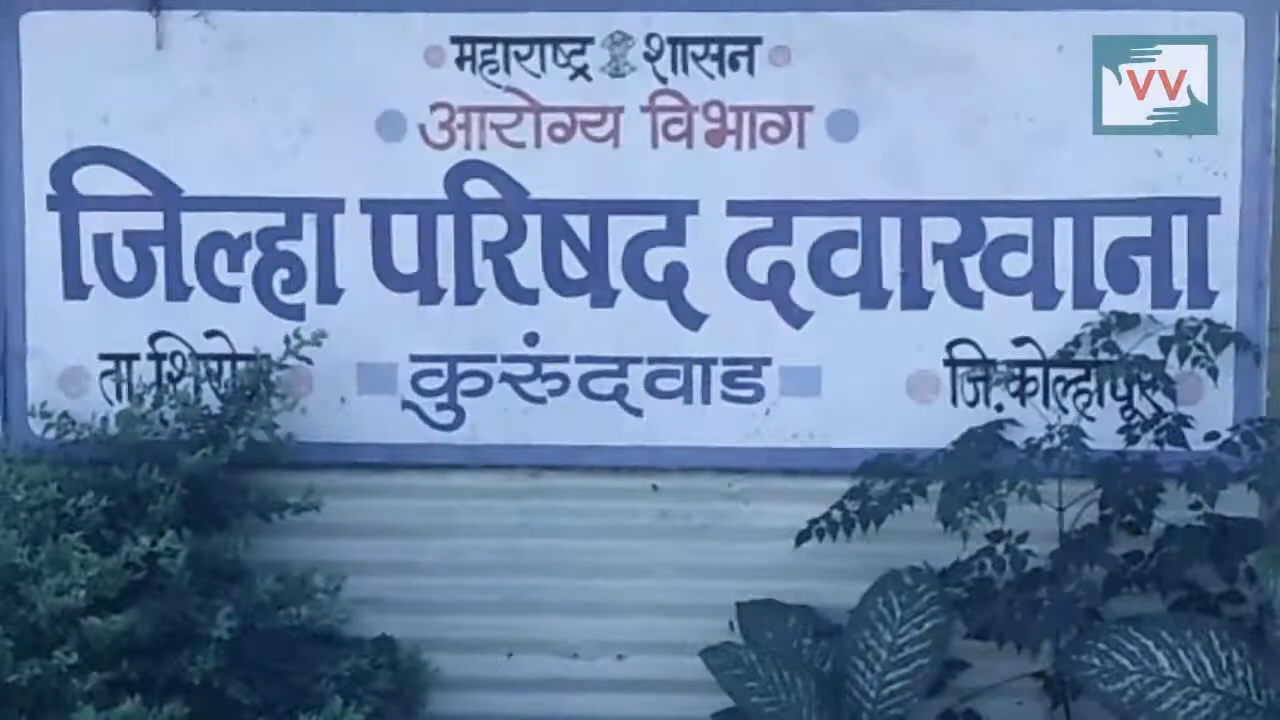 महाराष्ट्र शासन
आरोग्य विभाग
जिल्हा परिषद दवाखाना
ता. कुरुंदवाड जि.कोल्हापूर
VV